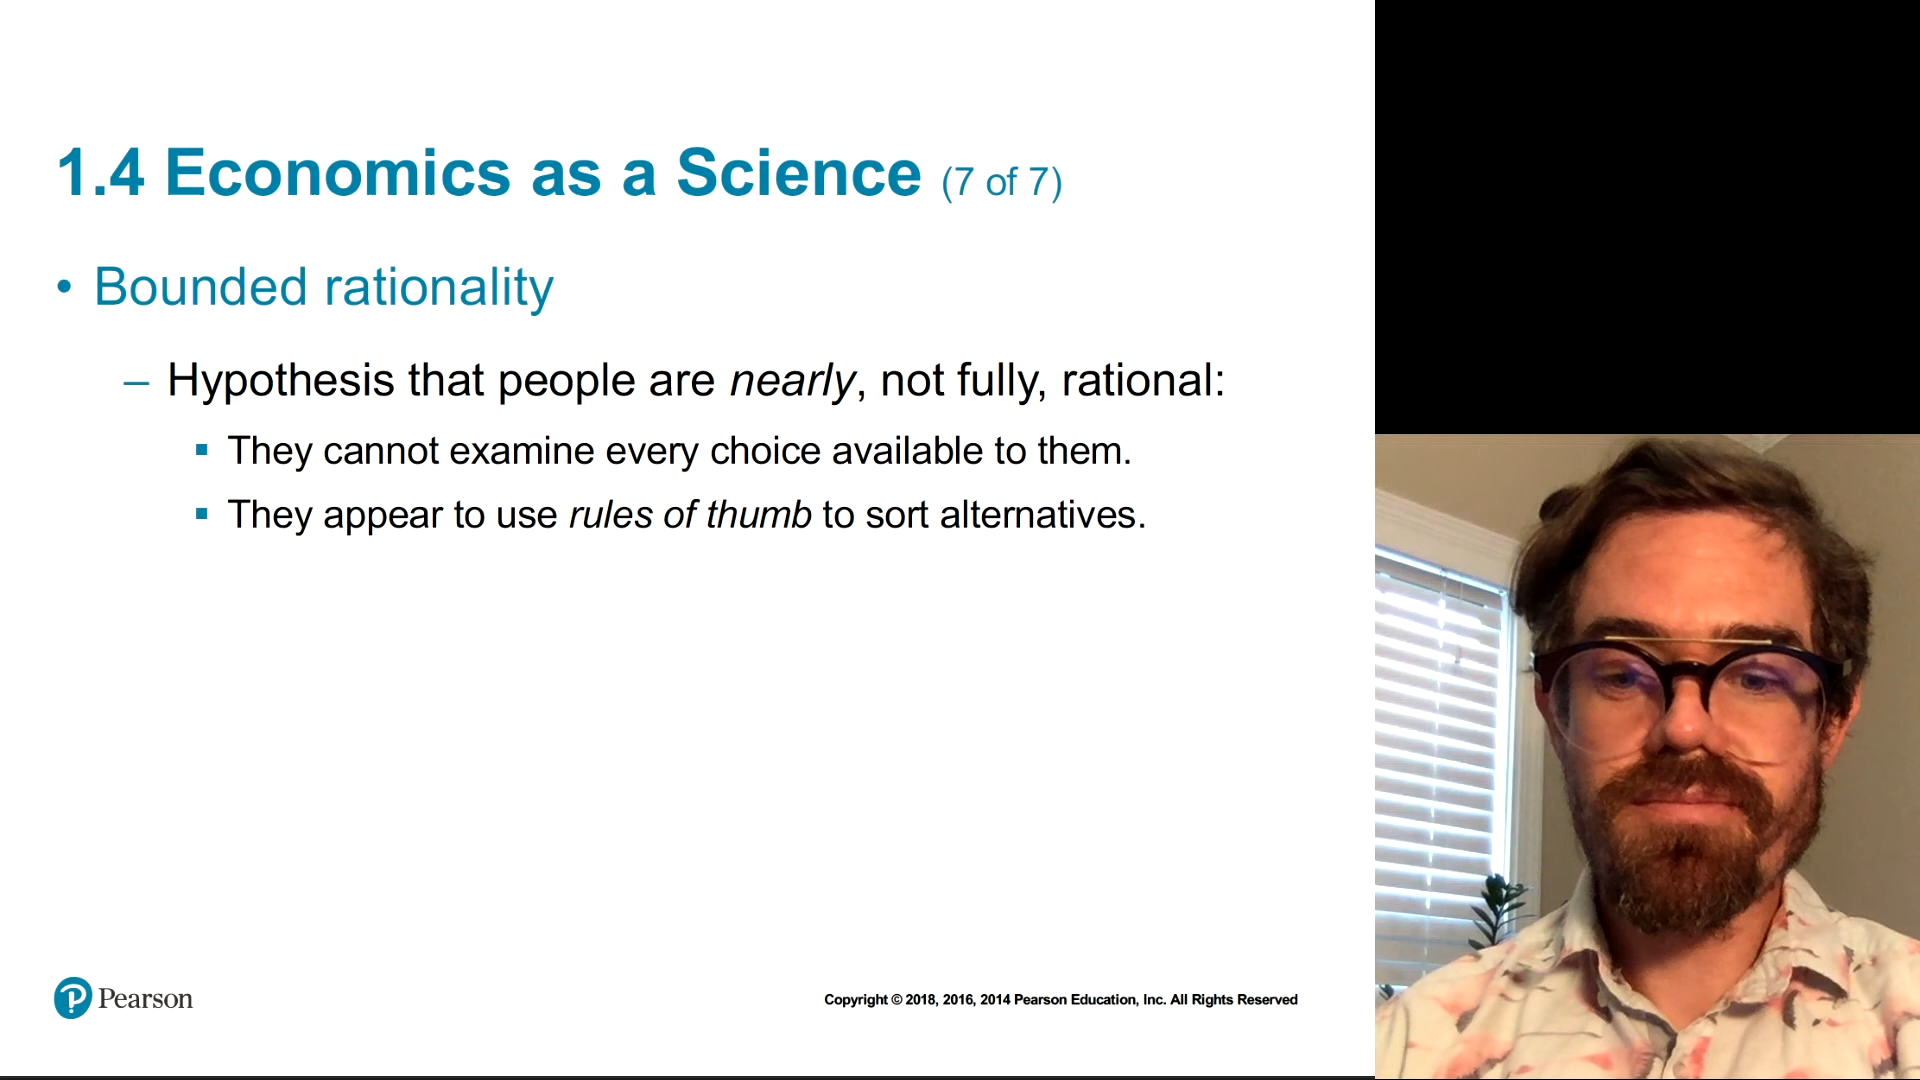 1.4 Economics as a Science (7 of 7)
• Bounded rationality
– Hypothesis that people are nearly, not fully, rational:
▪ They cannot examine every choice available to them.
▪ They appear to use rules of thumb to sort alternatives.
Pearson
Copyright © 2018, 2016, 2014 Pearson Education, Inc. All Rights Reserved